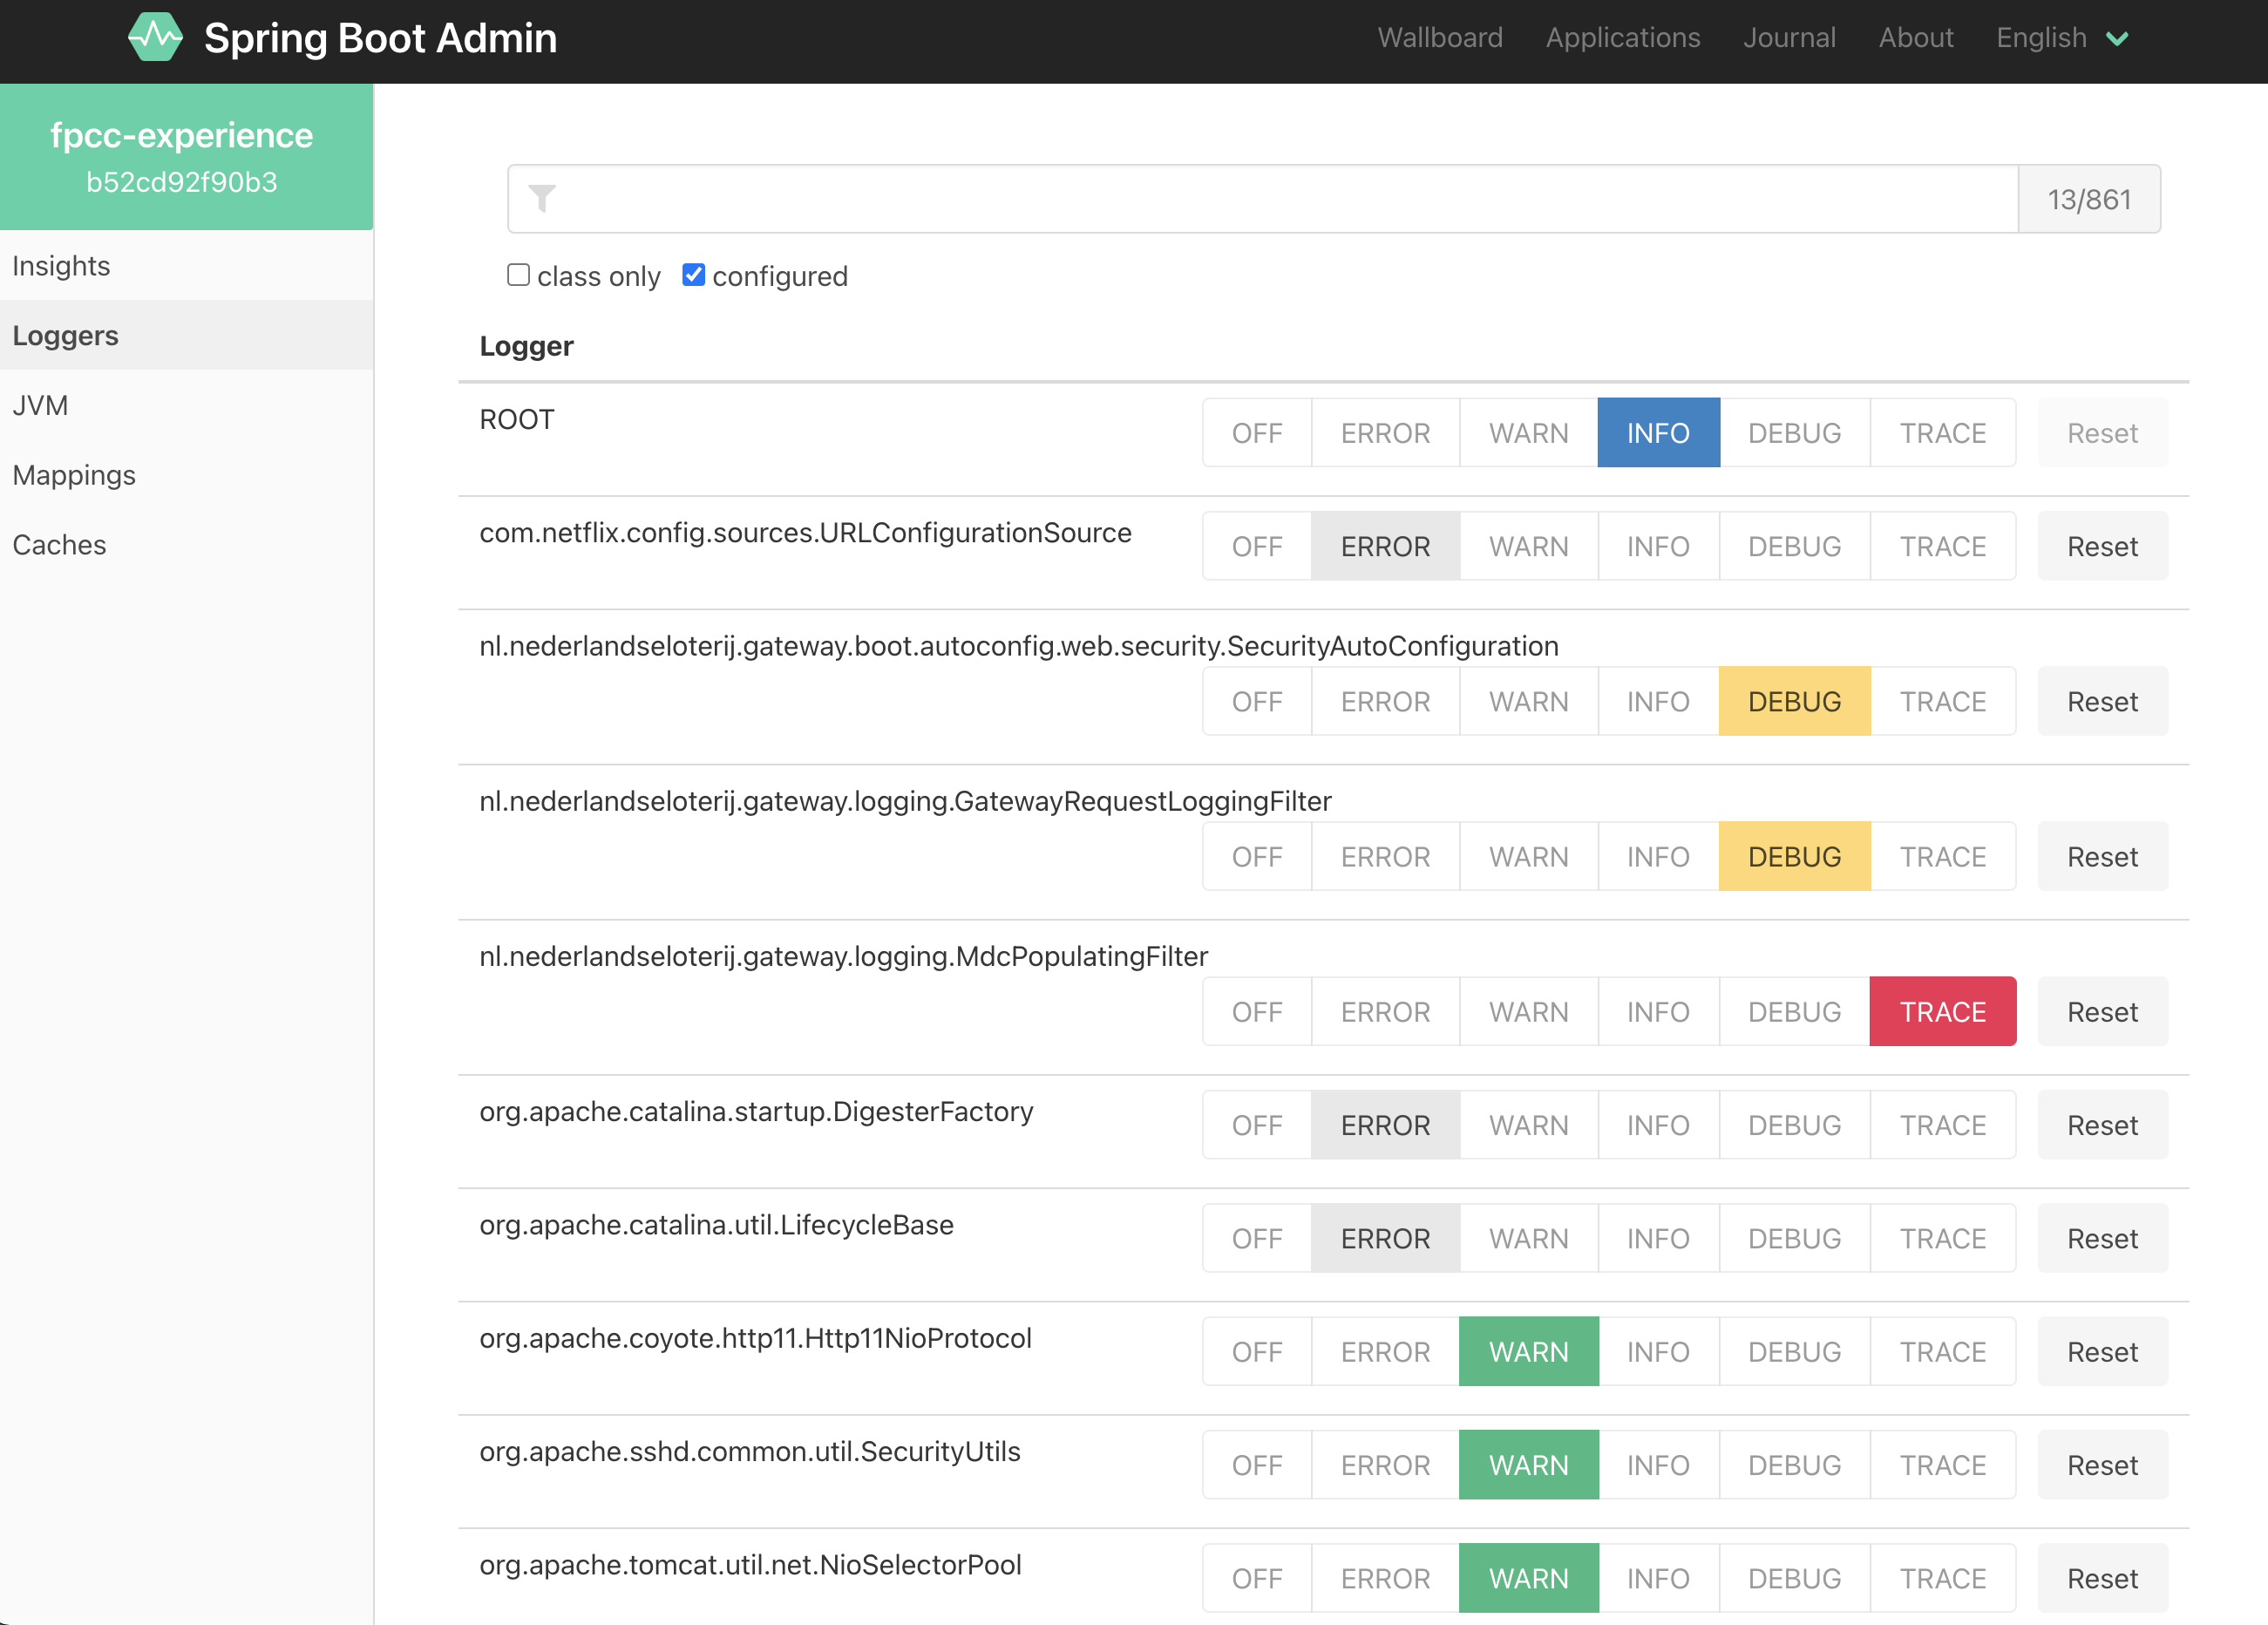 Spring Boot Admin Wallboard Applications Journal About English
fpcc-experience
b52cd92f90b3
Insights
Loggers
JVM
Mappings
Caches
13/861
class only configured
Logger
ROOT OFF ERROR WARN INFO DEBUG TRACE Reset
com.netflix.config.sources.URLConfigurationSource OFF ERROR WARN INFO DEBUG TRACE Reset
nl.nederlandseloterij.gateway.boot.autoconfig.web.security.SecurityAutoConfiguration
OFF ERROR WARN INFO DEBUG TRACE Reset
nl.nederlandseloterij.gateway.logging.GatewayRequestLoggingFilter
OFF ERROR WARN INFO DEBUG TRACE Reset
nl.nederlandseloterij.gateway.logging.MdcPopulatingFilter
OFF ERROR WARN INFO DEBUG TRACE Reset
org.apache.catalina.startup.DigesterFactory OFF ERROR WARN INFO DEBUG TRACE Reset
org.apache.catalina.util.LifecycleBase OFF ERROR WARN INFO DEBUG TRACE Reset
org.apache.coyote.http11.Http11NioProtocol OFF ERROR WARN INFO DEBUG TRACE Reset
org.apache.sshd.common.util.SecurityUtils OFF ERROR WARN INFO DEBUG TRACE Reset
org.apache.tomcat.util.net.NioSelectorPool OFF ERROR WARN INFO DEBUG TRACE Reset